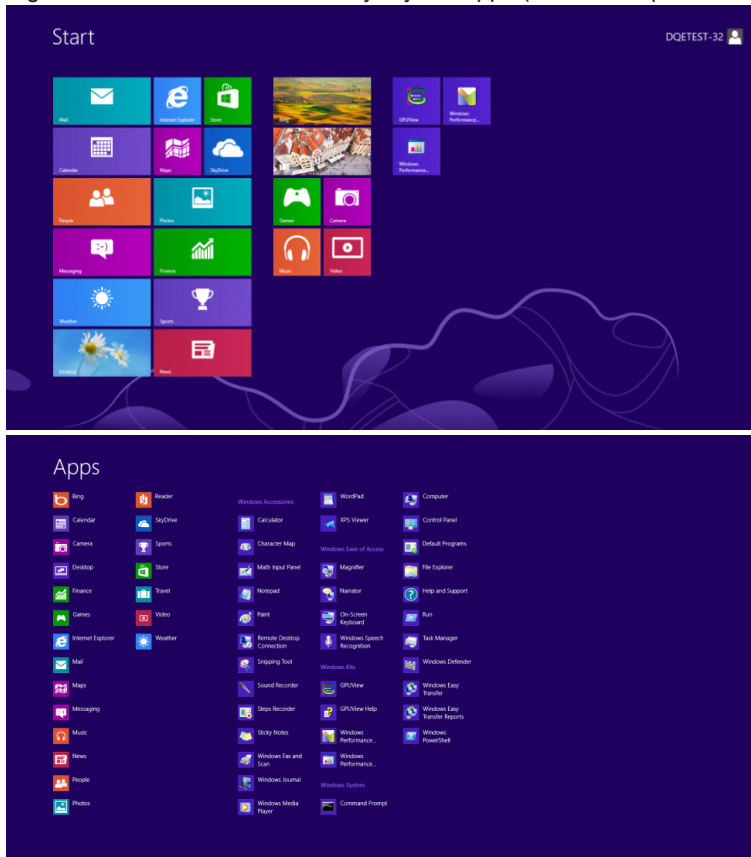 Start
DQETEST-32
Mail
Internet Explorer
Store
Bing
GPUView
Windows Performance...
Calendar
Maps
SkyDrive
Windows Performance...
People
Photos
Games
Camera
Messaging
Finance
Music
Video
Weather
Sports
Desktop
News
Apps
Bing
Calendar
Camera
Desktop
Finance
Games
Internet Explorer
Mail
Maps
Messaging
Music
News
People
Photos
Reader
SkyDrive
Sports
Store
Travel
Video
Weather
Windows Accessories
Calculator
Character Map
Math Input Panel
Notepad
Paint
Remote Desktop
Connection
Snipping Tool
Sound Recorder
Steps Recorder
Sticky Notes
Windows Fax and
Scan
Windows Journal
Windows Media
Player
WordPad
XPS Viewer
Windows Ease of Access
Magnifier
Narrator
On-Screen
Keyboard
Windows Speech
Recognition
Windows Kits
GPUView
GPUView Help
Windows
Performance...
Windows
Performance...
Windows System
Command Prompt
Computer
Control Panel
Default Programs
File Explorer
Help and Support
Run
Task Manager
Windows Defender
Windows Easy
Transfer
Windows Easy
Transfer Reports
Windows
PowerShell